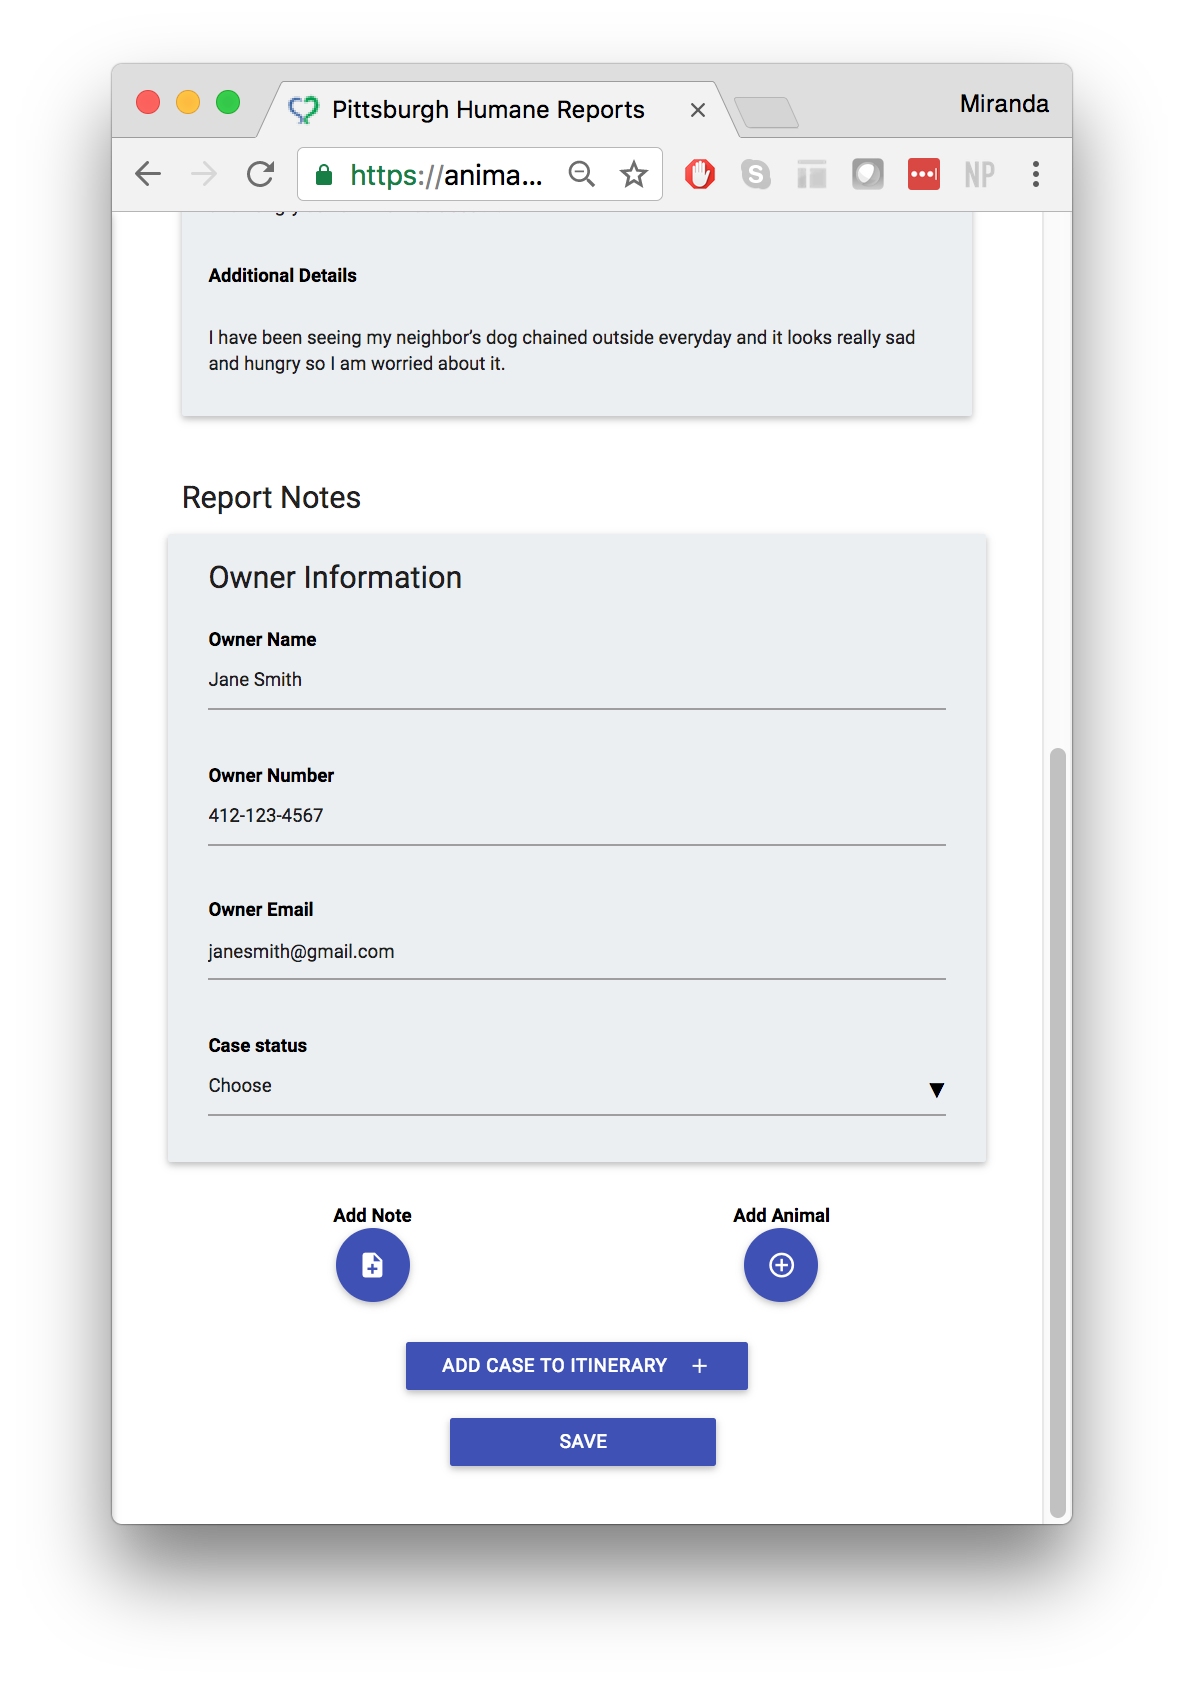 Pittsburgh Humane Reports
Miranda
https://anima...
NP
Additional Details
I have been seeing my neighbor’s dog chained outside everyday and it looks really sad
and hungry so I am worried about it.
Report Notes
Owner Information
Owner Name
Jane Smith
Owner Number
412-123-4567
Owner Email
janesmith@gmail.com
Case status
Choose
Add Note
Add Animal
ADD CASE TO ITINERARY +
SAVE